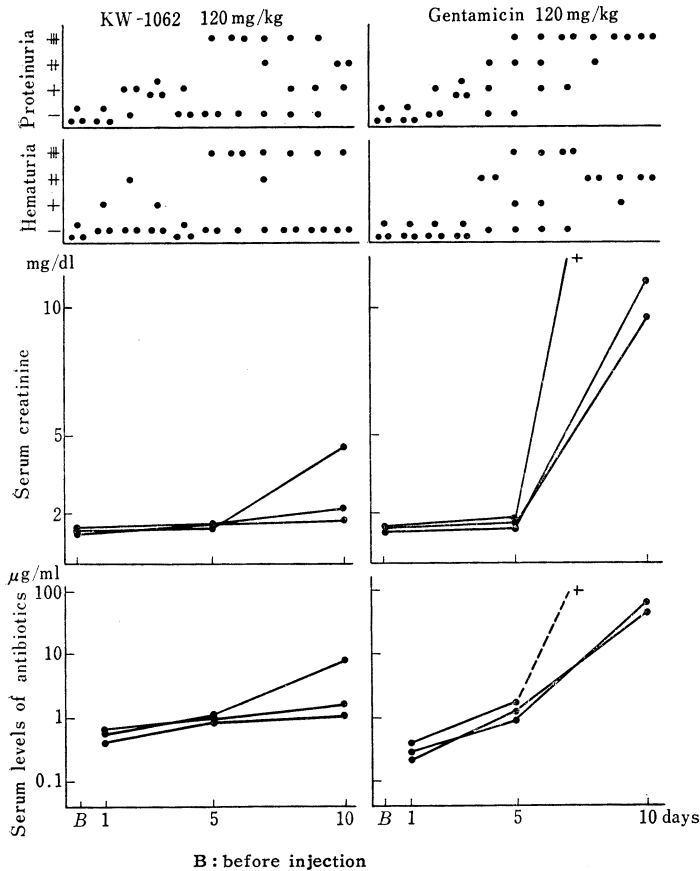 KW-1062 120 mg/kg
Gentamicin 120 mg/kg
Proteinuria
⧻
++
+
−
Hematuria
⧻
++
+
−
mg/dl
10
5
2
Serum creatinine
+
μg/ml
100
10
1
0.1
Serum levels of antibiotics
+
B 1 5 10
B 1 5 10 days
B : before injection